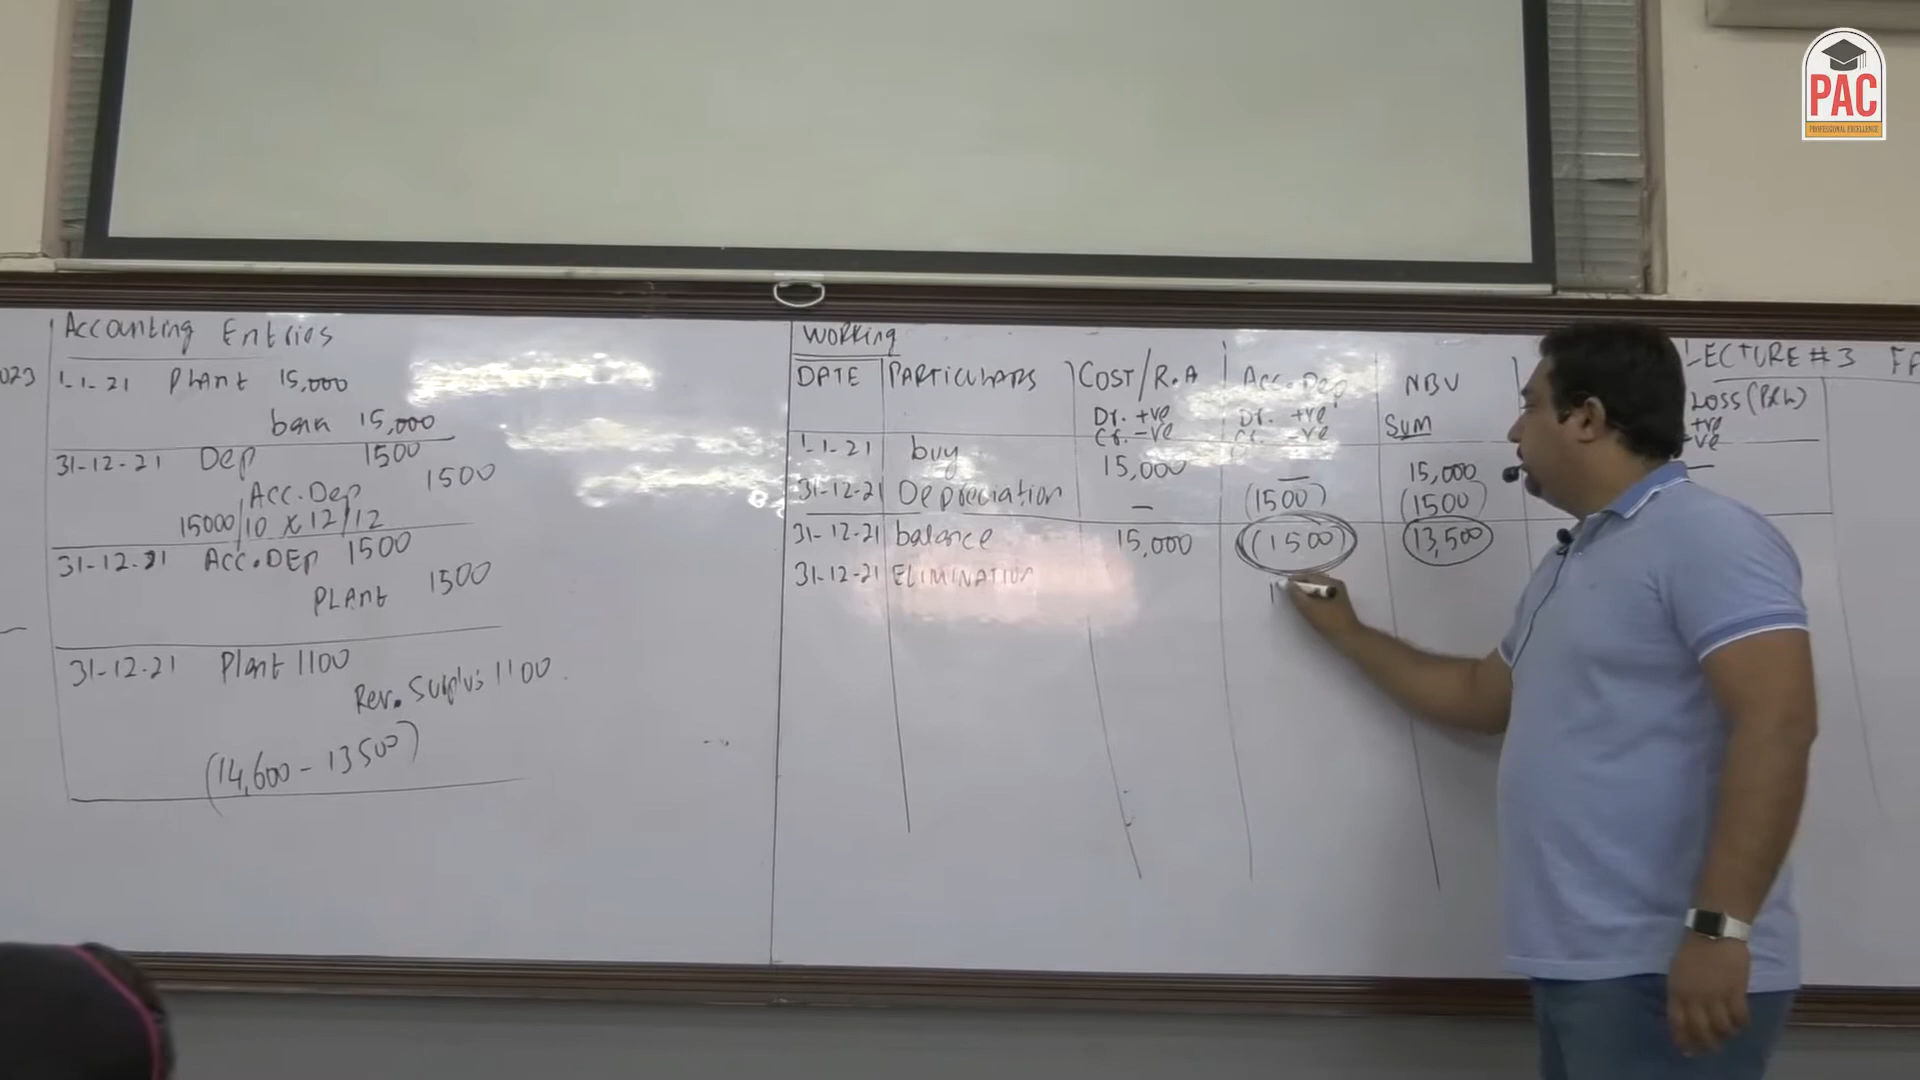 PAC
PROFESSIONAL EXCELLENCE
023
Accounting Entries
1-1-21 Plant 15,000
bank 15,000
31-12-21 Dep 1500
Acc.Dep 1500
15000/10 x 12/12
31-12-21 Acc.DEP 1500
PLAnt 1500
31-12-21 Plant 1100
Rev. Surplus 1100
(14,600 - 13500)
Working
DATE PARTICULARS COST/R.A Acc.Dep NBV
Dr. +ve Dr. +ve Sum
Cr. -ve Cr. -ve
1-1-21 buy 15,000 — 15,000
31-12-21 Depreciation — (1500) (1500)
31-12-21 balance 15,000 (1500) 13,500
31-12-21 ELIMINATION
LECTURE # 3
LOSS (P&L)
+ve
-ve
—